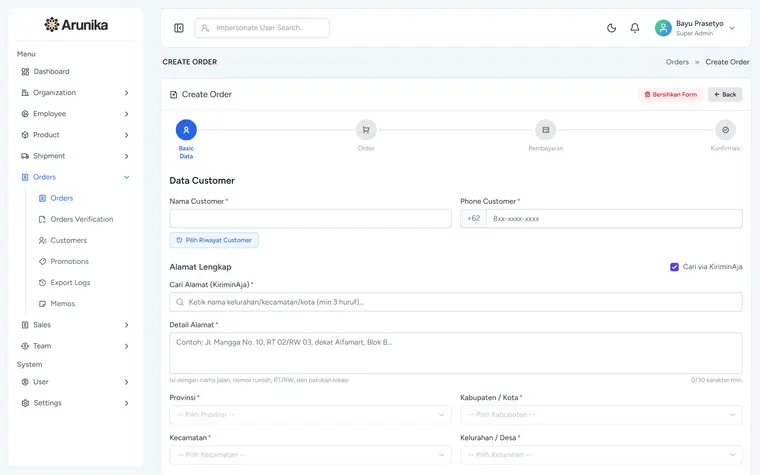 Arunika
Impersonate User Search..
Bayu Prasetyo
Super Admin
Menu
Dashboard
Organization
Employee
Product
Shipment
Orders
Orders
Orders Verification
Customers
Promotions
Export Logs
Memos
Sales
Team
System
User
Settings
CREATE ORDER
Orders » Create Order
Create Order
Bersihkan Form
Back
Basic
Data
Order
Pembayaran
Konfirmasi
Data Customer
Nama Customer *
Phone Customer *
+62 8xx-xxxx-xxxx
Pilih Riwayat Customer
Alamat Lengkap
Cari via KiriminAja
Cari Alamat (KiriminAja) *
Ketik nama kelurahan/kecamatan/kota (min 3 huruf)...
Detail Alamat *
Contoh: Jl. Mangga No. 10, RT 02/RW 03, dekat Alfamart, Blok B...
Isi dengan nama jalan, nomor rumah, RT/RW, dan patokan lokasi
0/30 karakter min.
Provinsi *
Kabupaten / Kota *
-- Pilih Provinsi --
-- Pilih Kabupaten --
Kecamatan *
Kelurahan / Desa *
-- Pilih Kecamatan --
-- Pilih Kelurahan --